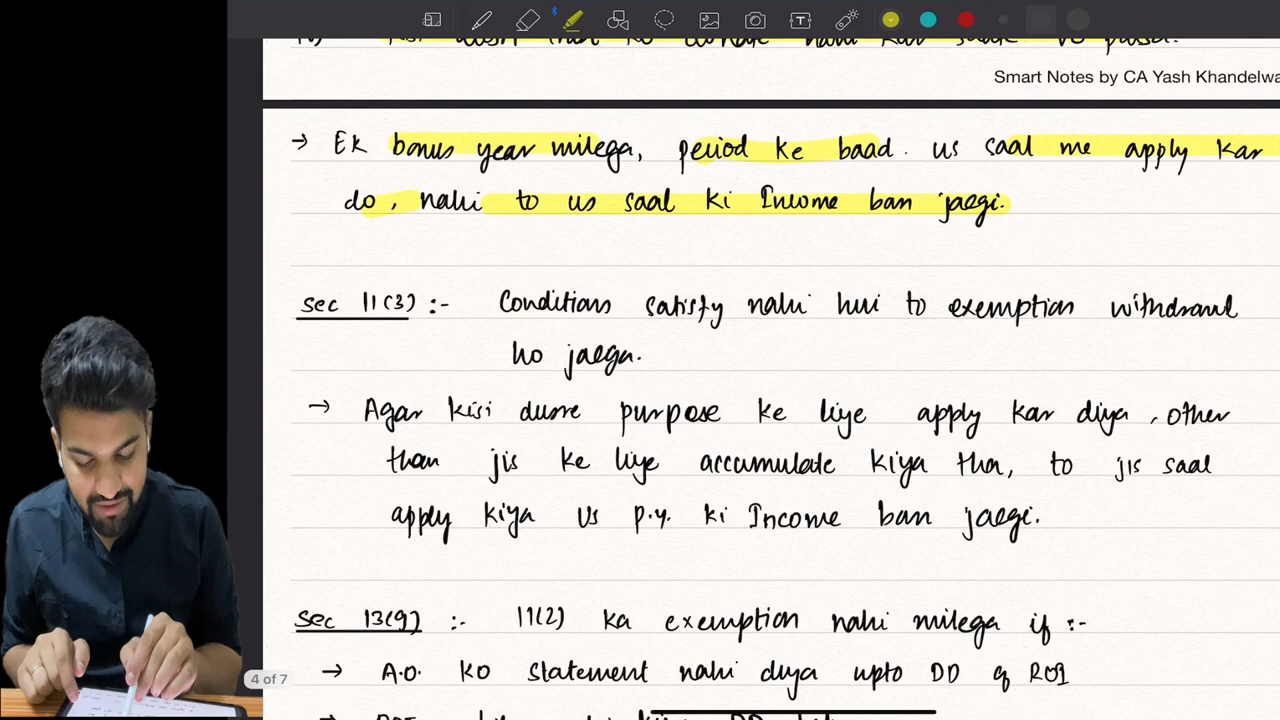 Smart Notes by CA Yash Khandelwa
→ Ek bonus year milega, period ke baad. us saal me apply kar
do, nahi to us saal ki Income ban jaegi.
Sec 11(3) :- Conditions satisfy nahi hui to exemption withdrawl
ho jaega.
→ Agar kisi dusre purpose ke liye apply kar diya, other
than jis ke liye accumulate kiya tha, to jis saal
apply kiya us p.y. ki Income ban jaegi.
Sec 13(9) :- 11(2) ka exemption nahi milega if :-
→ A.O. ko statement nahi diya upto DD of ROI
4 of 7